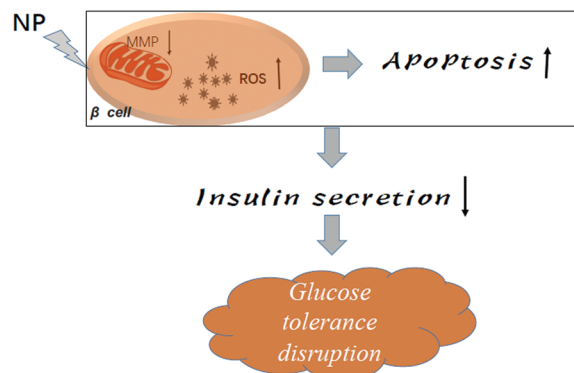 NP
MMP
ROS
β cell
Apoptosis
Insulin secretion
Glucose
tolerance
disruption